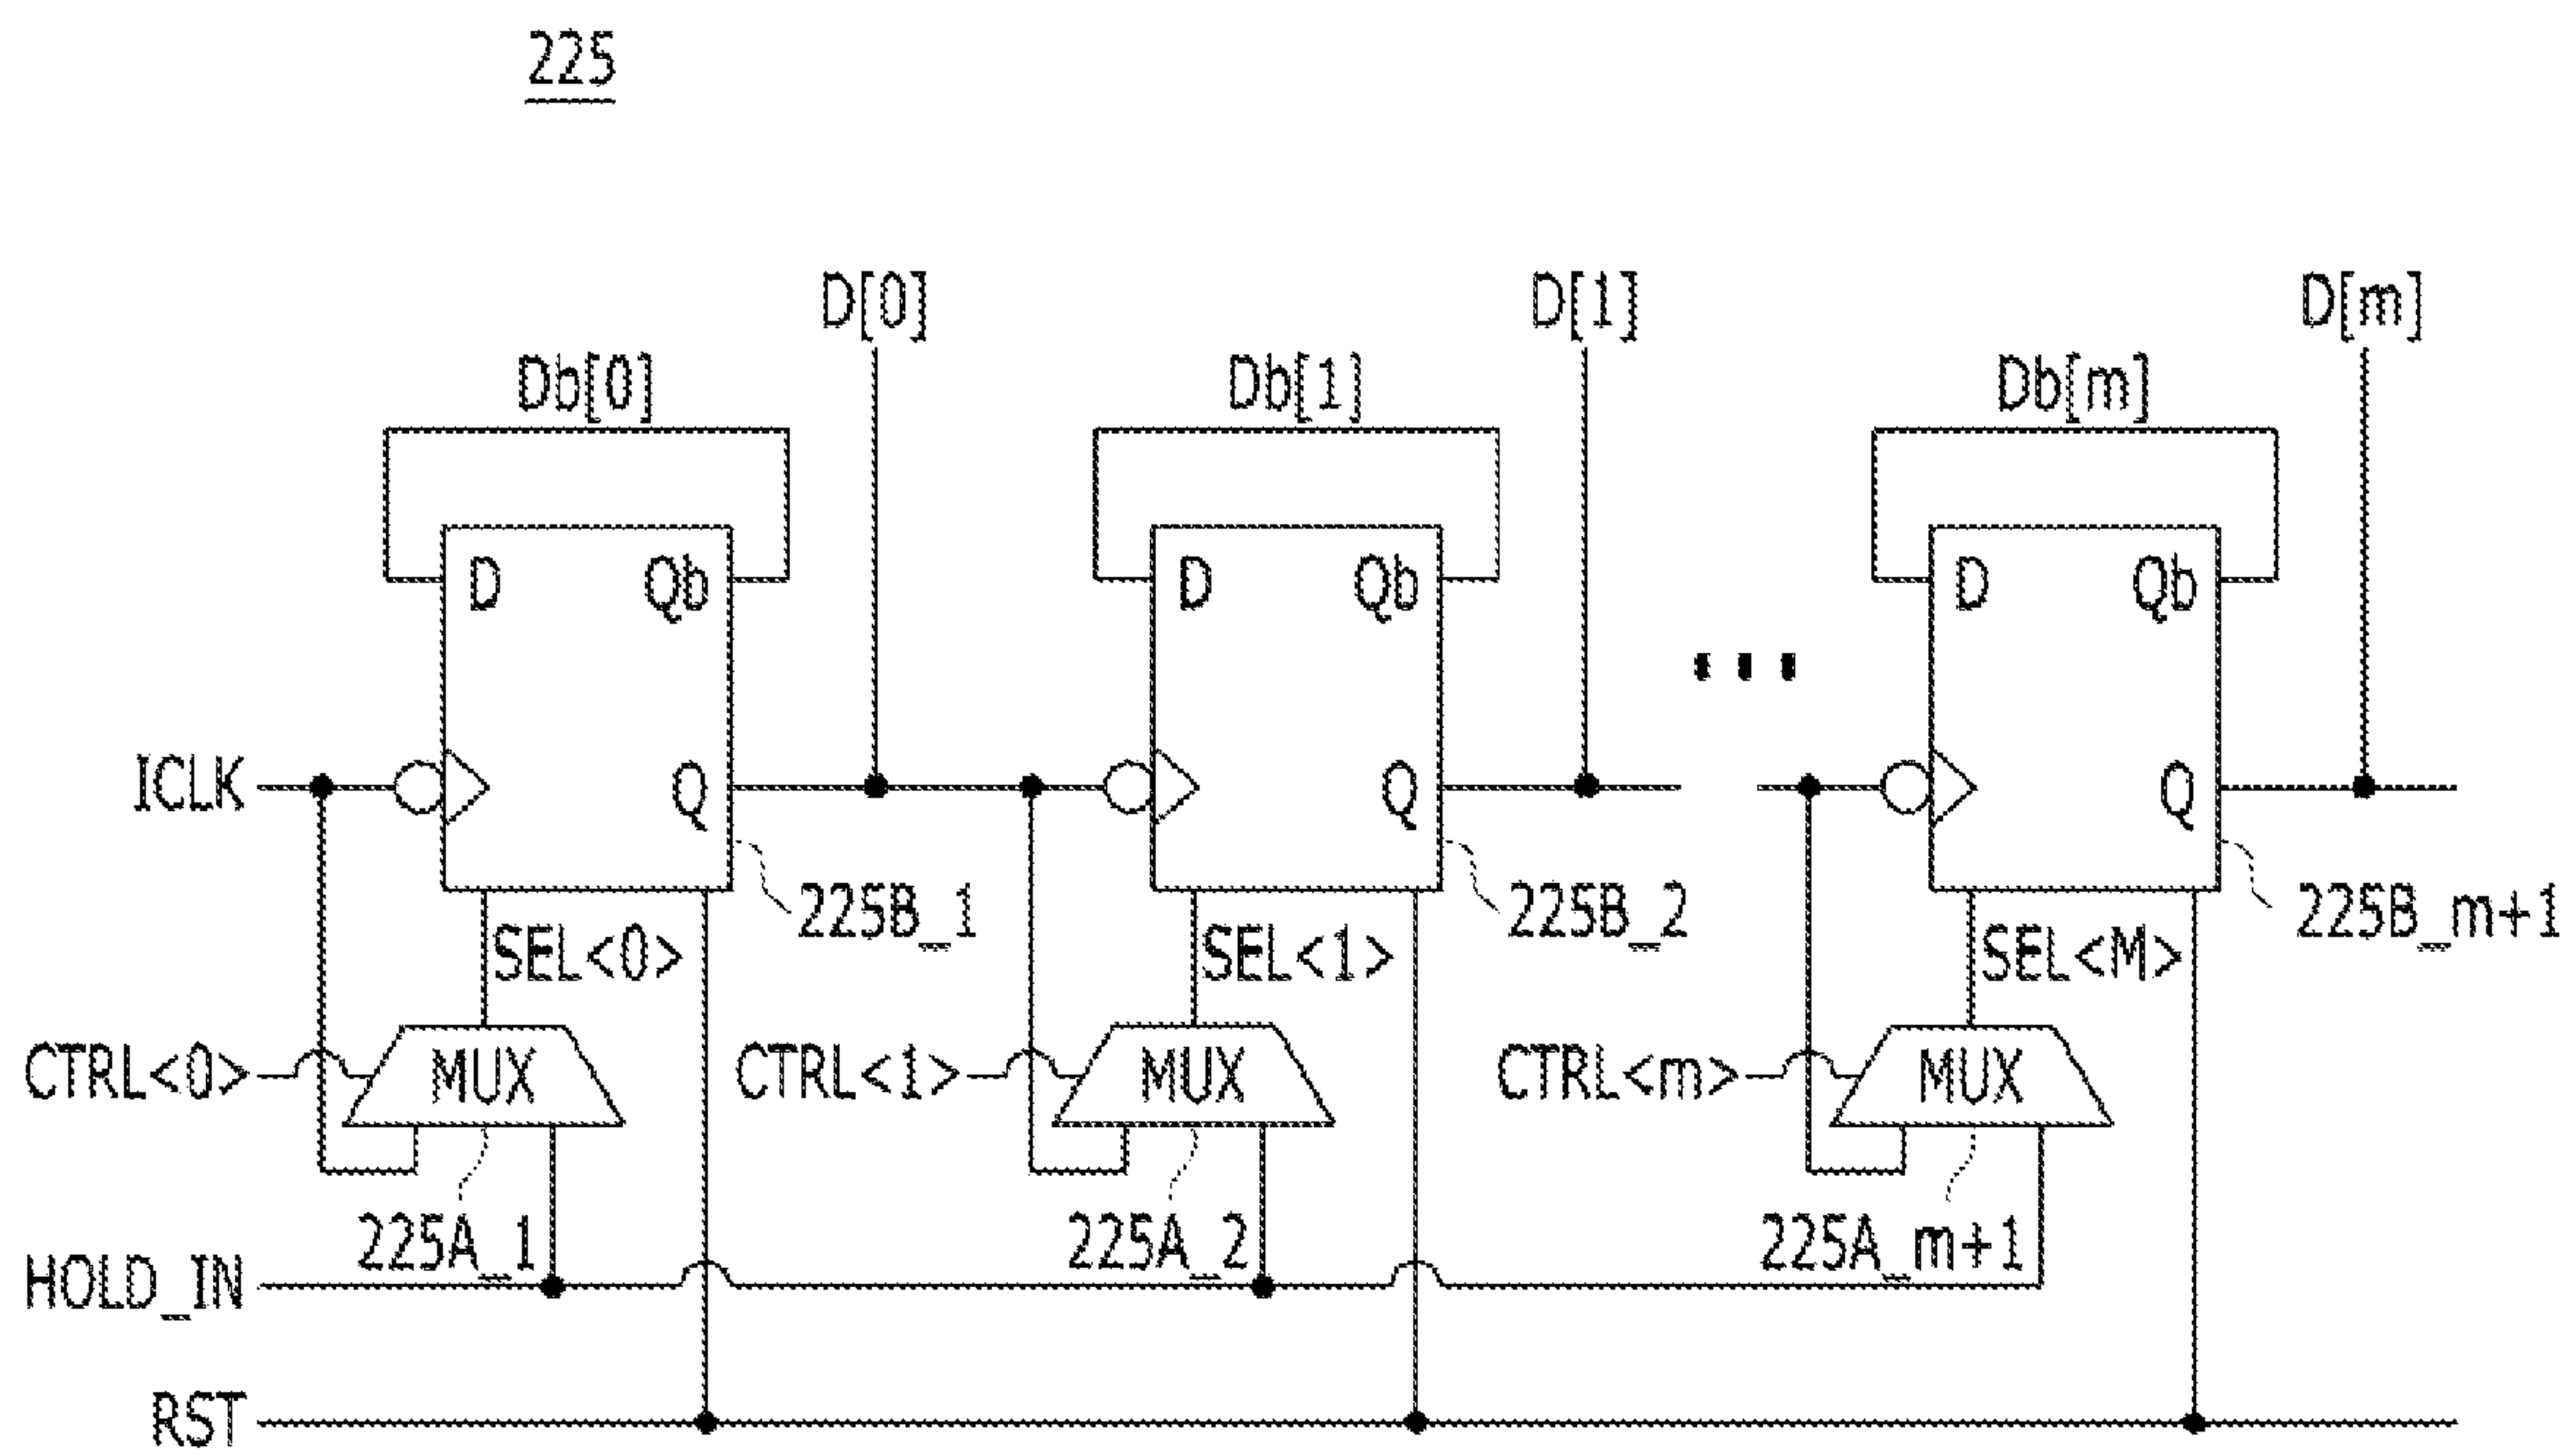 225
D[0] D[1] D[m]
Db[0] Db[1] Db[m]
D Qb D Qb D Qb
ICLK Q Q Q
225B_1 225B_2 225B_m+1
SEL<0> SEL<1> SEL<M>
CTRL<0> MUX CTRL<1> MUX CTRL<m> MUX
225A_1 225A_2 225A_m+1
HOLD_IN
RST